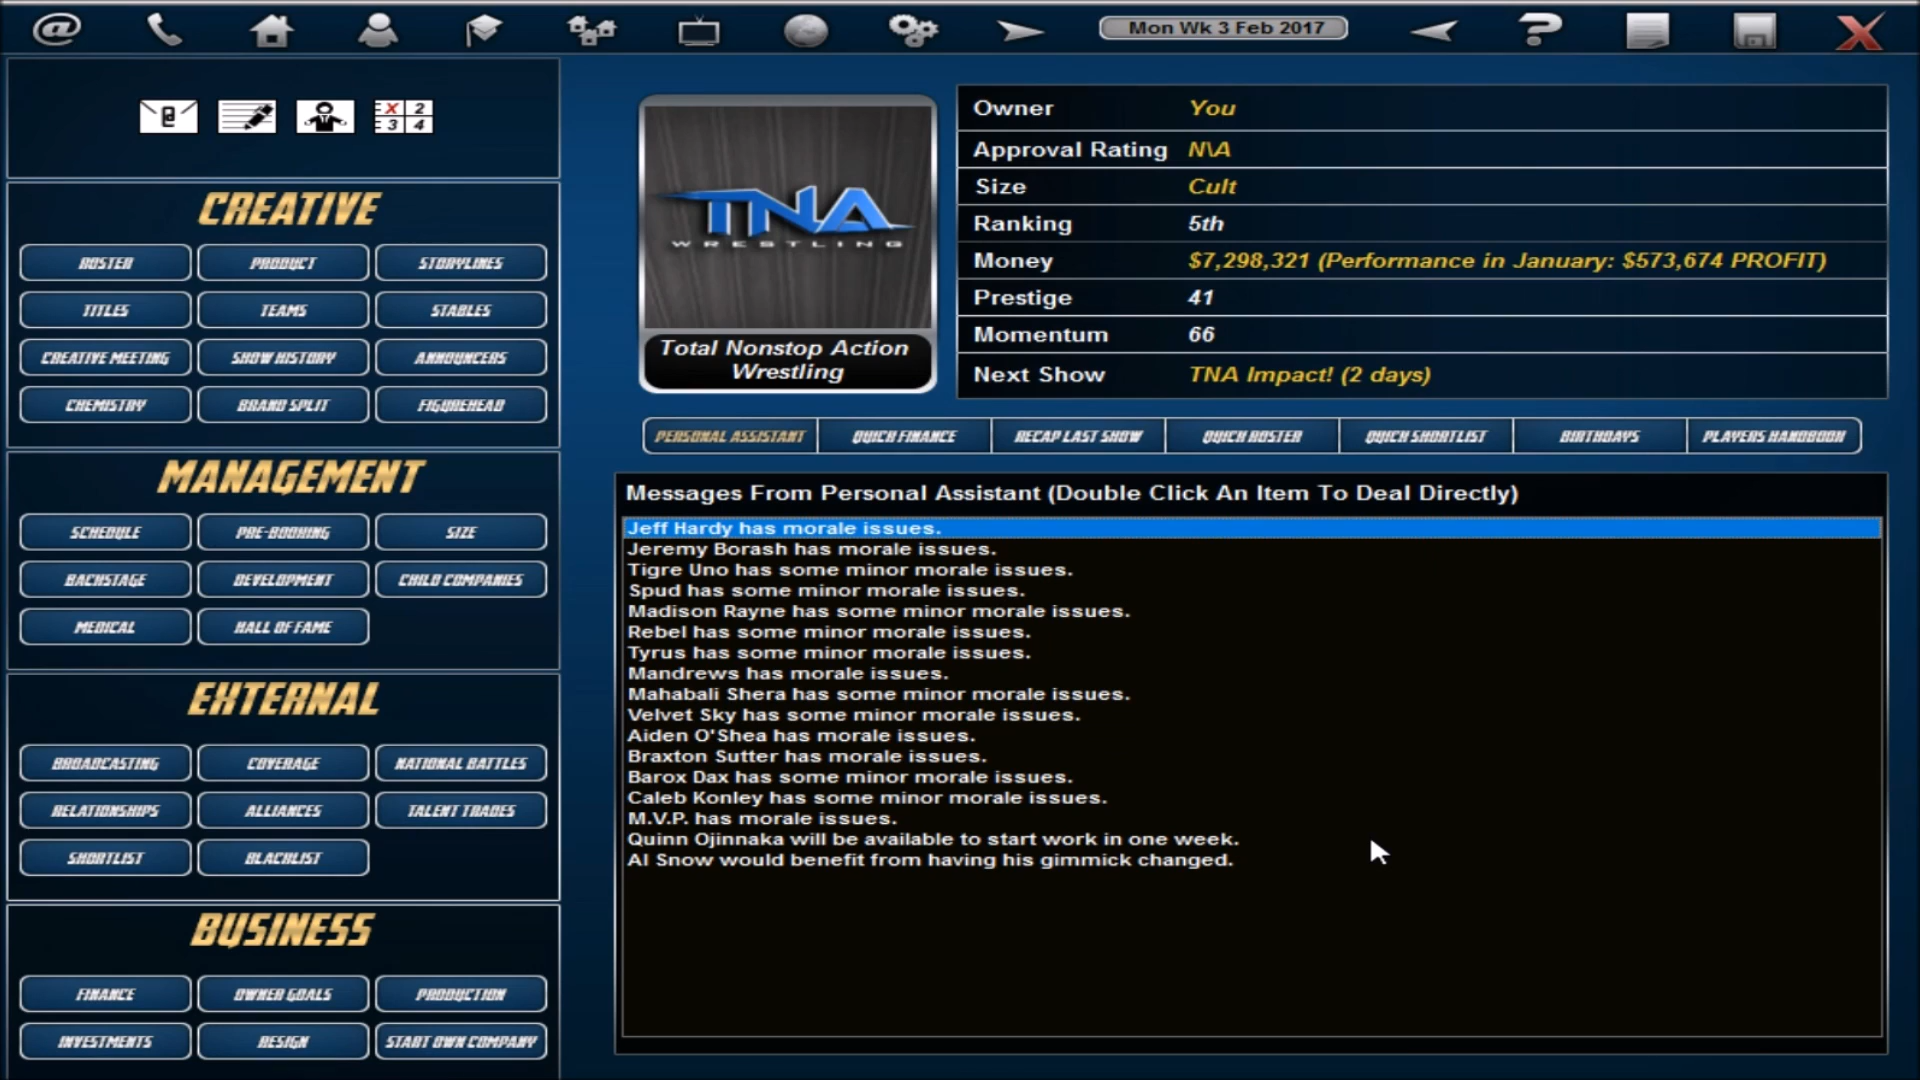 Mon Wk 3 Feb 2017
CREATIVE
ROSTER
PRODUCT
STORYLINES
TITLES
TEAMS
STABLES
CREATIVE MEETING
SHOW HISTORY
ANNOUNCERS
CHEMISTRY
BRAND SPLIT
FIGUREHEAD
MANAGEMENT
SCHEDULE
PRE-BOOKING
SIZE
BACKSTAGE
DEVELOPMENT
CHILD COMPANIES
MEDICAL
HALL OF FAME
EXTERNAL
BROADCASTING
COVERAGE
NATIONAL BATTLES
RELATIONSHIPS
ALLIANCES
TALENT TRADES
SHORTLIST
BLACKLIST
BUSINESS
FINANCE
OWNER GOALS
PRODUCTION
INVESTMENTS
RESIGN
START OWN COMPANY
TNA
WRESTLING
Total Nonstop Action
Wrestling
Owner You
Approval Rating N\A
Size Cult
Ranking 5th
Money $7,298,321 (Performance in January: $573,674 PROFIT)
Prestige 41
Momentum 66
Next Show TNA Impact! (2 days)
PERSONAL ASSISTANT
QUICK FINANCE
RECAP LAST SHOW
QUICK ROSTER
QUICK SHORTLIST
BIRTHDAYS
PLAYERS HANDBOOK
Messages From Personal Assistant (Double Click An Item To Deal Directly)
Jeff Hardy has morale issues.
Jeremy Borash has morale issues.
Tigre Uno has some minor morale issues.
Spud has some minor morale issues.
Madison Rayne has some minor morale issues.
Rebel has some minor morale issues.
Tyrus has some minor morale issues.
Mandrews has morale issues.
Mahabali Shera has some minor morale issues.
Velvet Sky has some minor morale issues.
Aiden O'Shea has morale issues.
Braxton Sutter has morale issues.
Barox Dax has some minor morale issues.
Caleb Konley has some minor morale issues.
M.V.P. has morale issues.
Quinn Ojinnaka will be available to start work in one week.
Al Snow would benefit from having his gimmick changed.